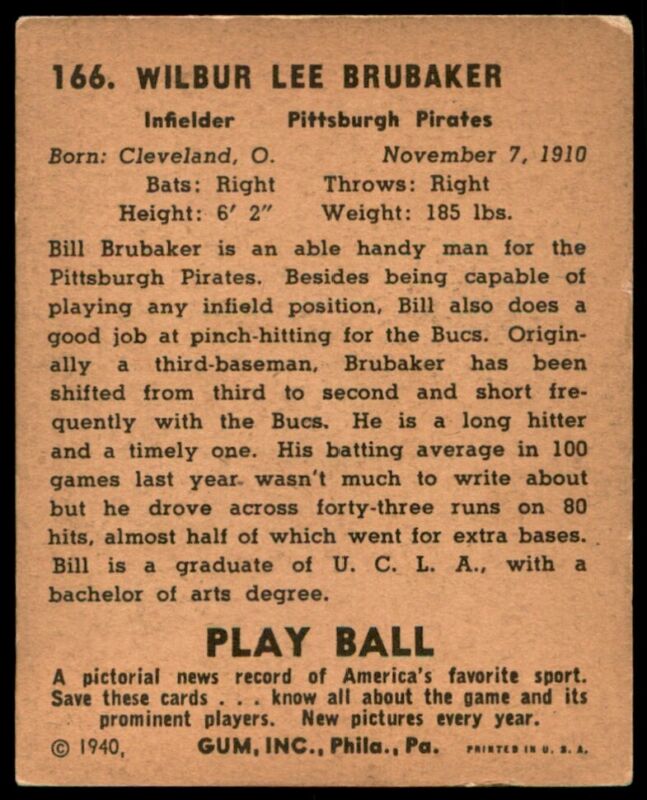 166. WILBUR LEE BRUBAKER
Infielder Pittsburgh Pirates
Born: Cleveland, O. November 7, 1910
Bats: Right Throws: Right
Height: 6′ 2″ Weight: 185 lbs.
Bill Brubaker is an able handy man for the
Pittsburgh Pirates. Besides being capable of
playing any infield position, Bill also does a
good job at pinch-hitting for the Bucs. Origin-
ally a third-baseman, Brubaker has been
shifted from third to second and short fre-
quently with the Bucs. He is a long hitter
and a timely one. His batting average in 100
games last year wasn't much to write about
but he drove across forty-three runs on 80
hits, almost half of which went for extra bases.
Bill is a graduate of U. C. L. A., with a
bachelor of arts degree.
PLAY BALL
A pictorial news record of America's favorite sport.
Save these cards . . . know all about the game and its
prominent players. New pictures every year.
© 1940, GUM, INC., Phila., Pa. PRINTED IN U. S. A.